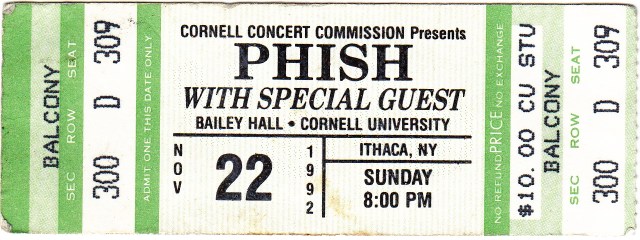 BALCONY
SEC ROW SEAT
300 D 309
ADMIT ONE THIS DATE ONLY
CORNELL CONCERT COMMISSION Presents
PHISH
WITH SPECIAL GUEST
BAILEY HALL • CORNELL UNIVERSITY
NOV
22
1992
ITHACA, NY
SUNDAY
8:00 PM
NO REFUND PRICE NO EXCHANGE
$10.00 CU STU
BALCONY
SEC ROW SEAT
300 D 309